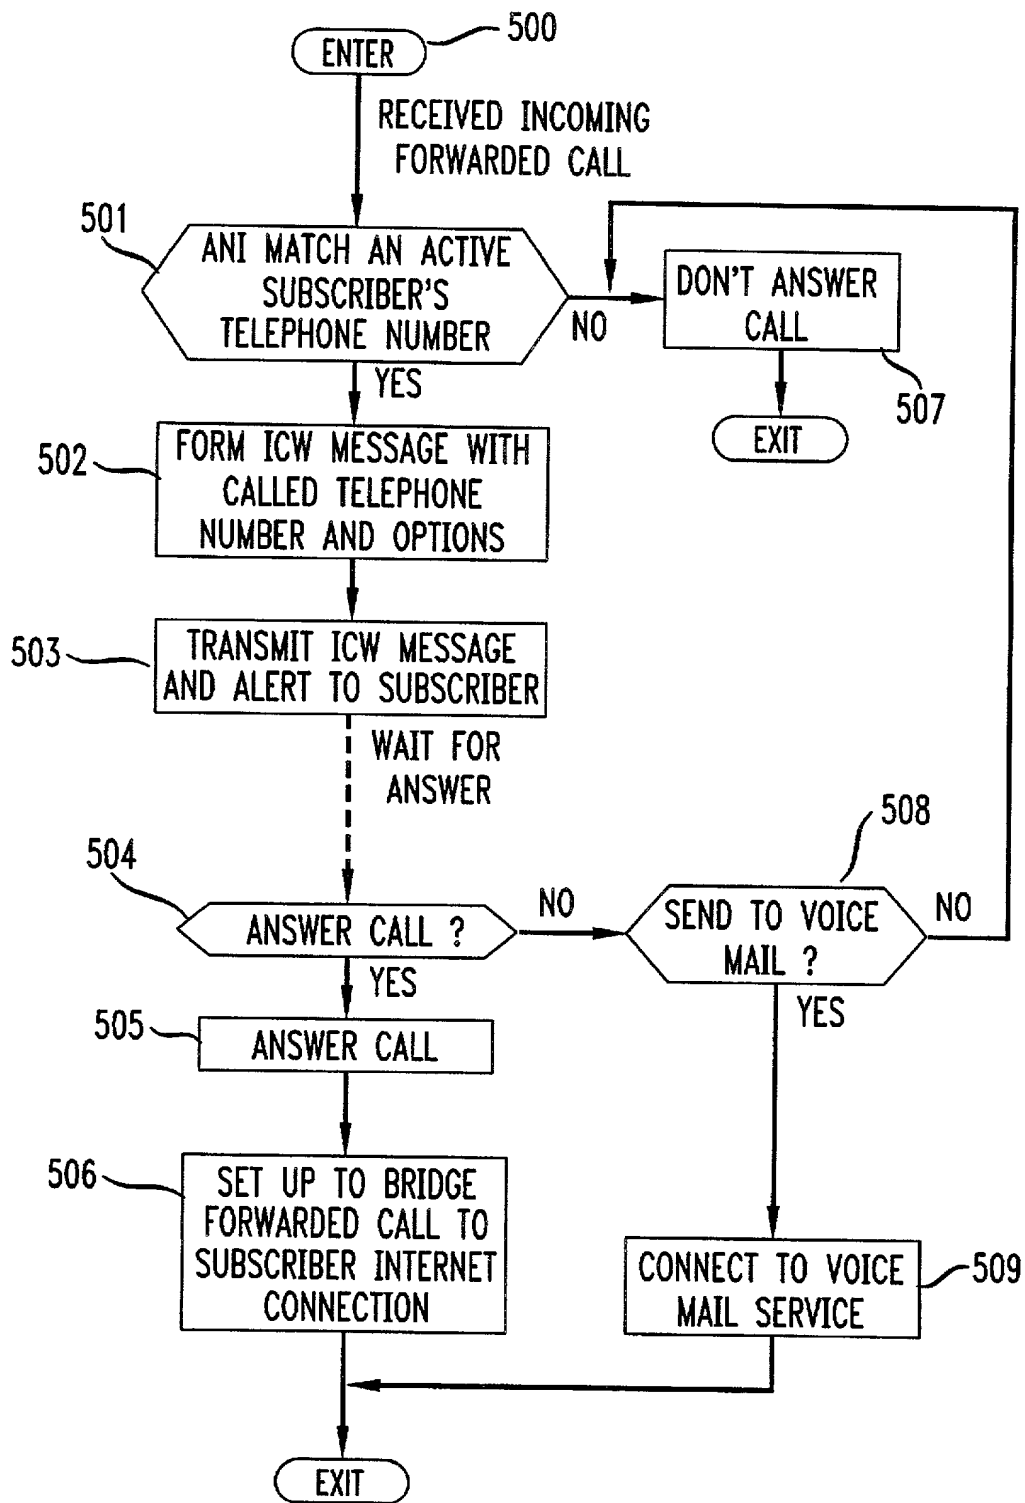 500
ENTER
RECEIVED INCOMING
FORWARDED CALL
501
ANI MATCH AN ACTIVE
SUBSCRIBER'S
TELEPHONE NUMBER
NO
DON'T ANSWER
CALL
507
EXIT
YES
502
FORM ICW MESSAGE WITH
CALLED TELEPHONE
NUMBER AND OPTIONS
503
TRANSMIT ICW MESSAGE
AND ALERT TO SUBSCRIBER
WAIT FOR
ANSWER
504
ANSWER CALL ?
NO
508
SEND TO VOICE
MAIL ?
NO
YES
YES
505
ANSWER CALL
506
SET UP TO BRIDGE
FORWARDED CALL TO
SUBSCRIBER INTERNET
CONNECTION
CONNECT TO VOICE
MAIL SERVICE
509
EXIT